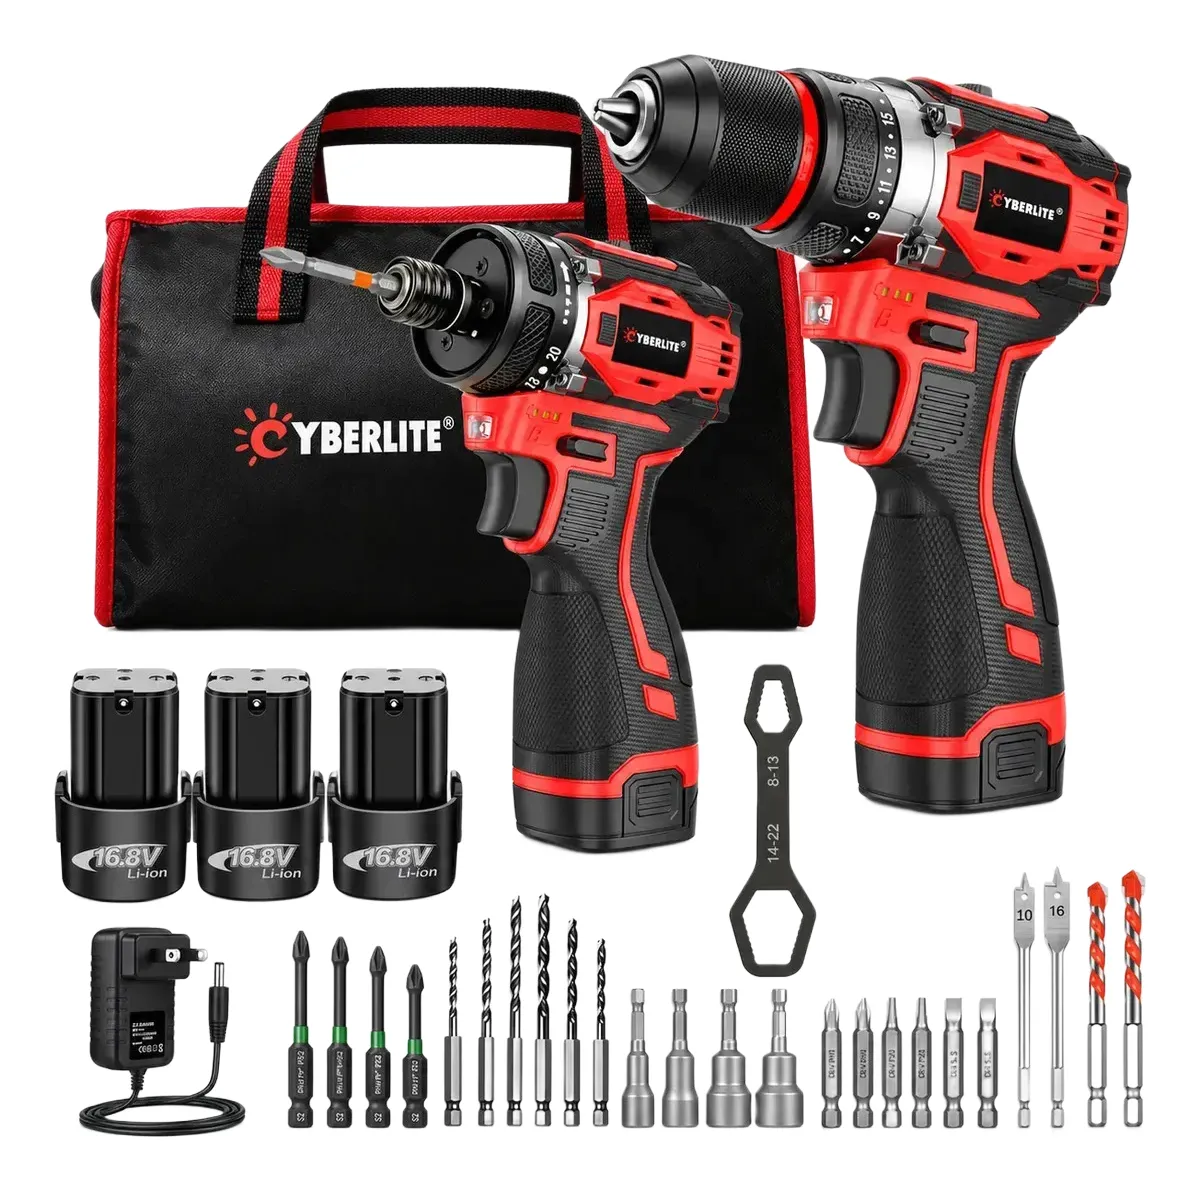 15
13
11
9
7
CYBERLITE®
CYBERLITE®
20
18
CYBERLITE®
16.8V
Li-ion
16.8V
Li-ion
16.8V
Li-ion
8-13
14-22
10
16
S2
S2
S2
S2